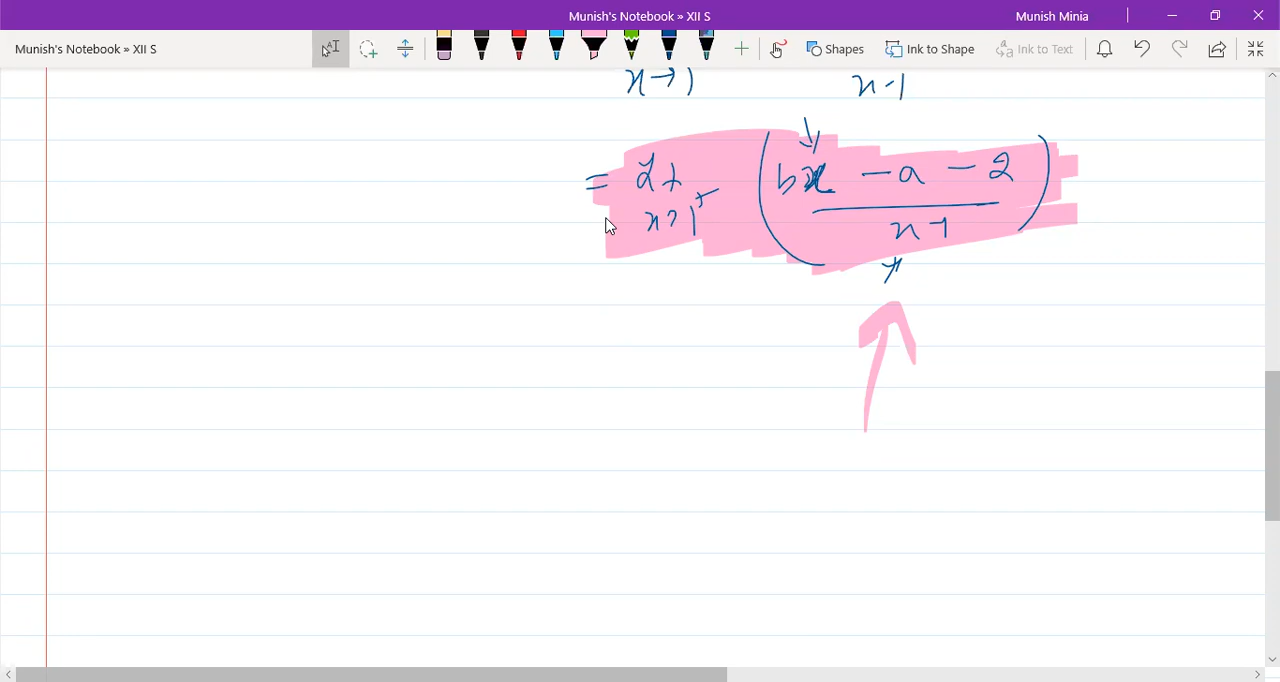 Munish's Notebook » XII S
Munish Minia
Munish's Notebook » XII S
Shapes
Ink to Shape
Ink to Text
x → 1
x - 1
= Lt (bx - a - 2)
x → 1⁺ x - 1